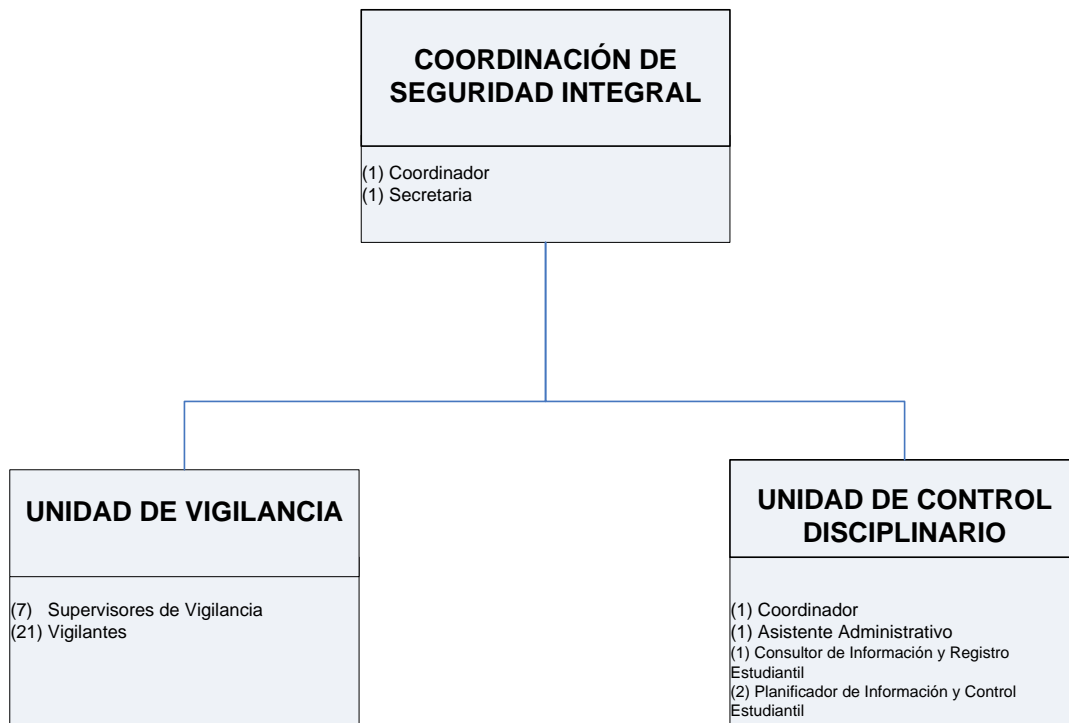 COORDINACIÓN DE
SEGURIDAD INTEGRAL
(1) Coordinador
(1) Secretaria
UNIDAD DE VIGILANCIA
(7) Supervisores de Vigilancia
(21) Vigilantes
UNIDAD DE CONTROL
DISCIPLINARIO
(1) Coordinador
(1) Asistente Administrativo
(1) Consultor de Información y Registro
Estudiantil
(2) Planificador de Información y Control
Estudiantil